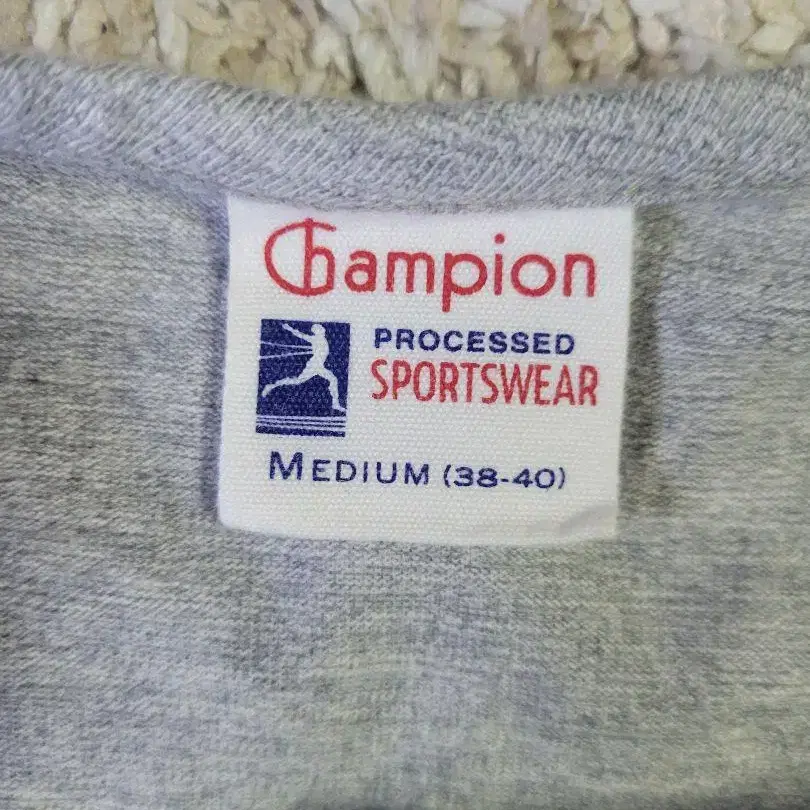 Champion
PROCESSED
SPORTSWEAR
MEDIUM (38-40)